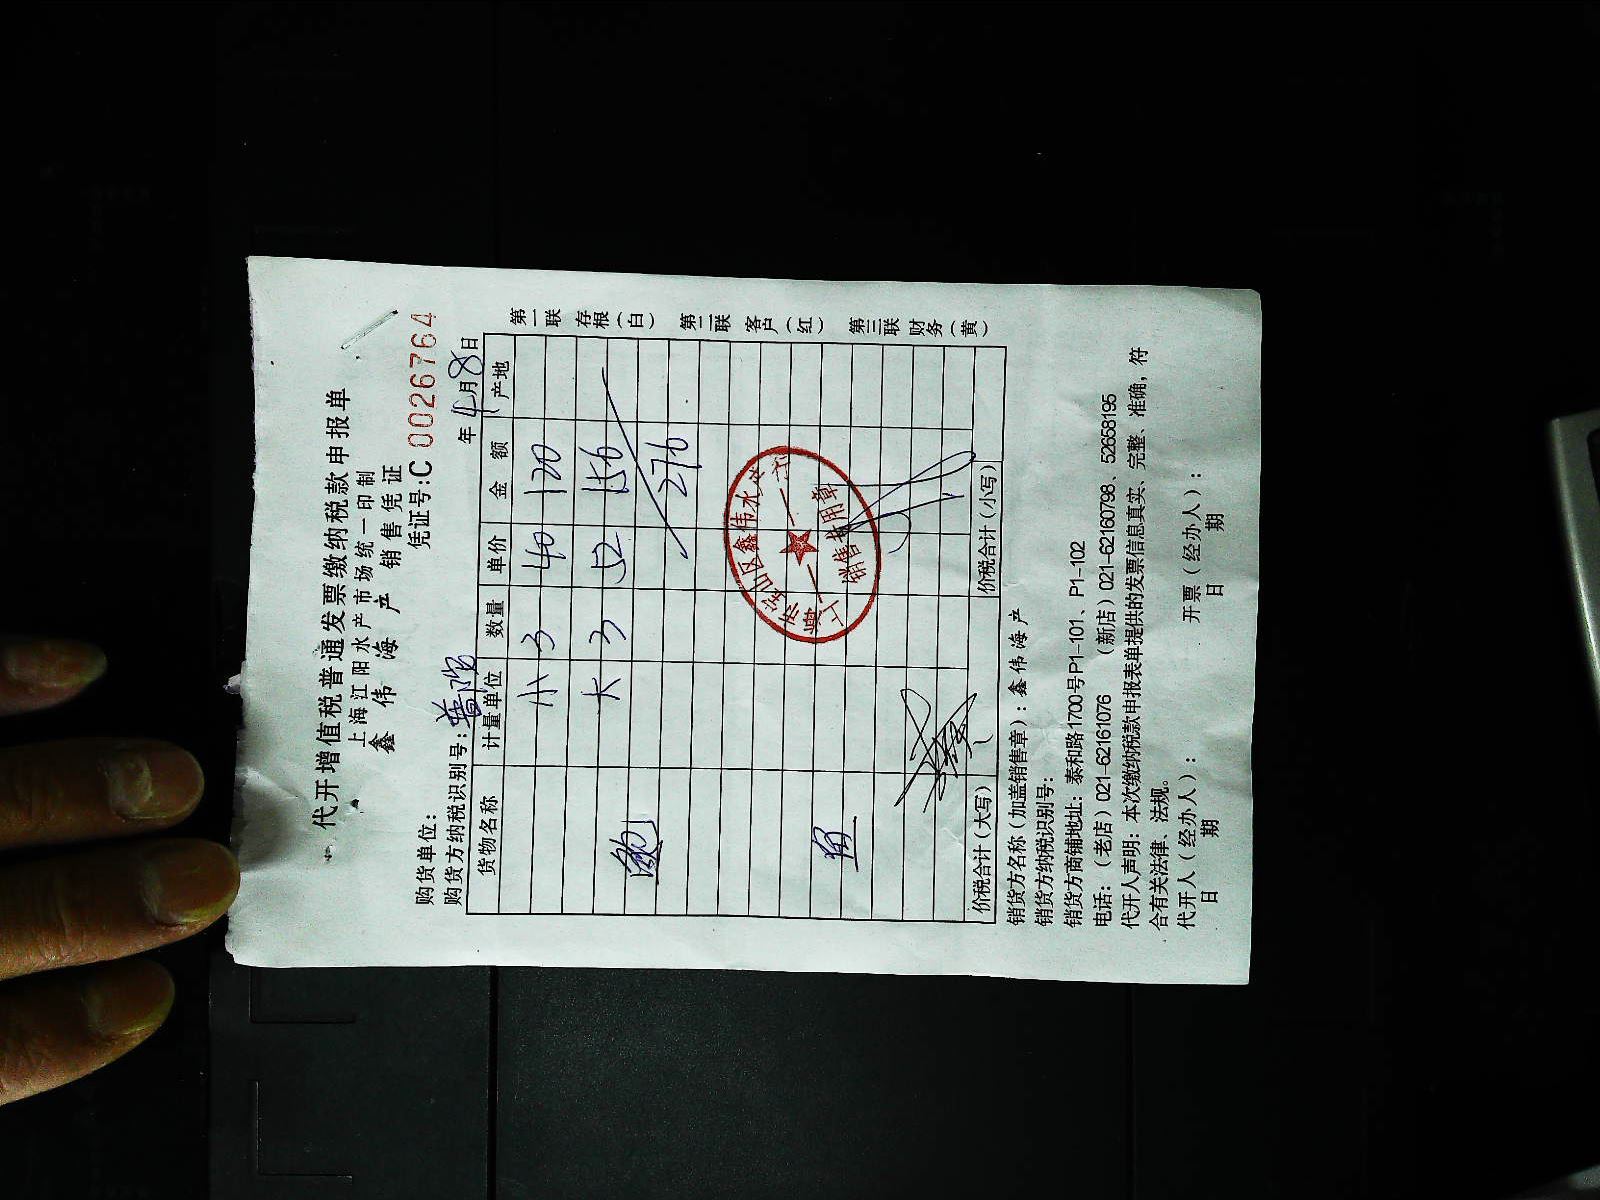 代开增值税普通发票缴纳税款申报单
上海江阳水产市场统一印制
鑫伟海产销售凭证
凭证号:C 0026764
购货单位:
购货方纳税识别号:
年 4月8日
货物名称 计量单位 数量 单价 金额 产地
小 3 40 120
大 3 52 156
276
鲍
鱼
价税合计(大写) 价税合计(小写)
第一联 存根(白) 第二联 客户(红) 第三联 财务(黄)
销售专用章
销货方名称(加盖销售章):鑫伟海产
销货方纳税识别号:
销货方商铺地址:泰和路1700号P1-101、P1-102
电话:(老店)021-62161076 (新店)021-62160798、52658195
代开人声明:本次缴纳税款申报表单提供的发票信息真实、完整、准确,符
合有关法律、法规。
代开人(经办人): 开票(经办人):
日 期 日 期